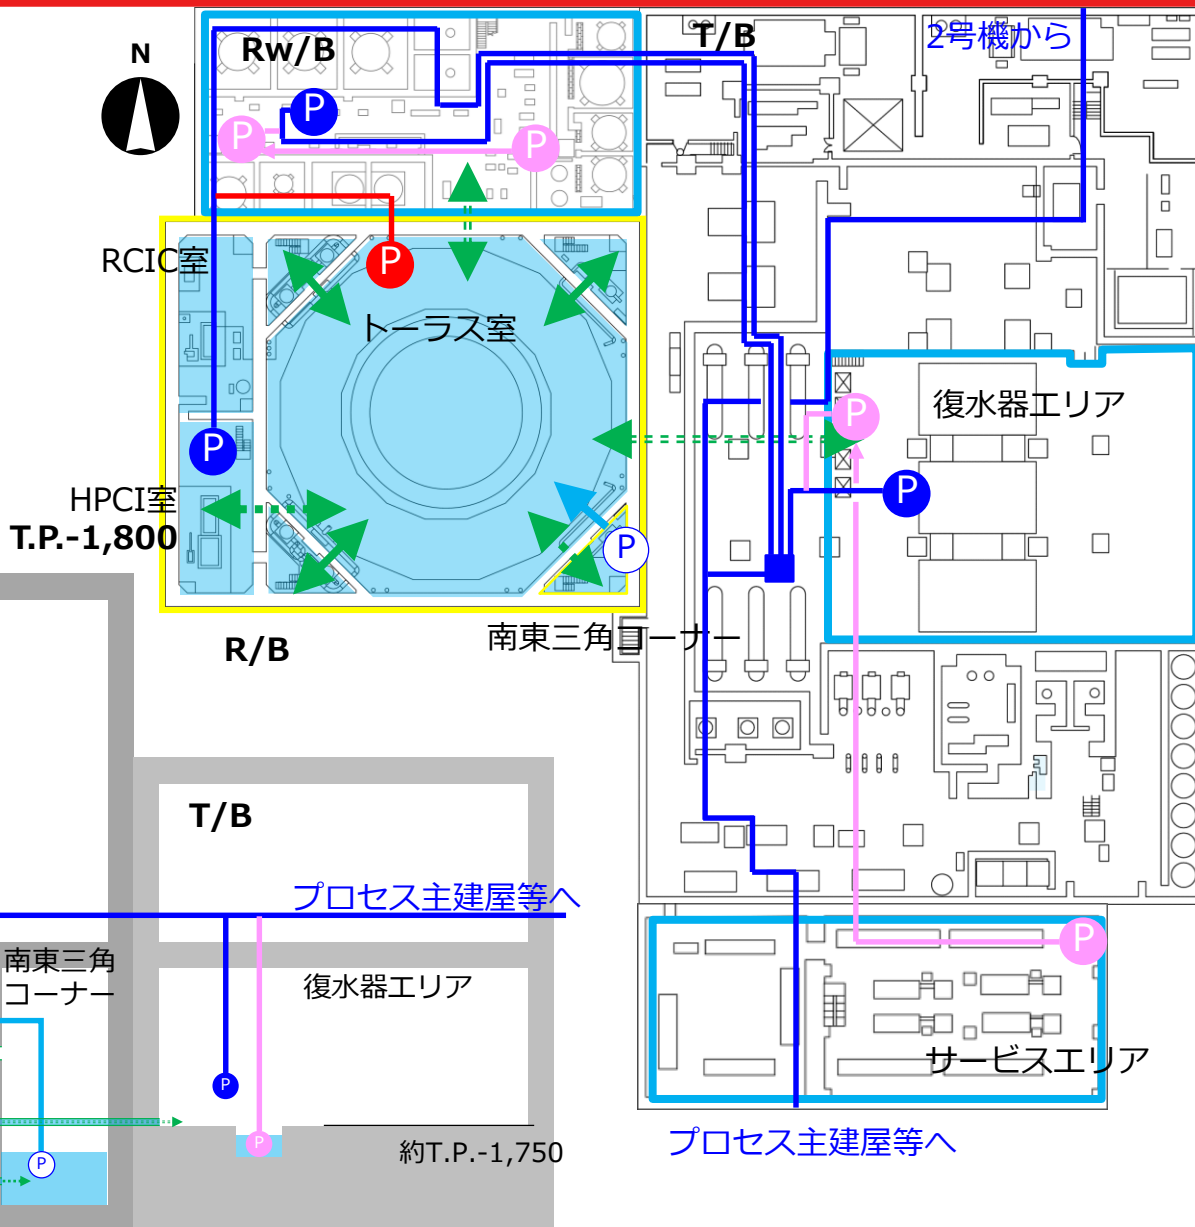 N
Rw/B
T/B
2号機から
P
P
P
RCIC室
P
トーラス室
復水器エリア
P
P
HPCI室
T.P.-1,800
P
P
R/B
南東三角コーナー
T/B
プロセス主建屋等へ
南東三角
コーナー
復水器エリア
P
サービスエリア
P
P
P
約T.P.-1,750
プロセス主建屋等へ